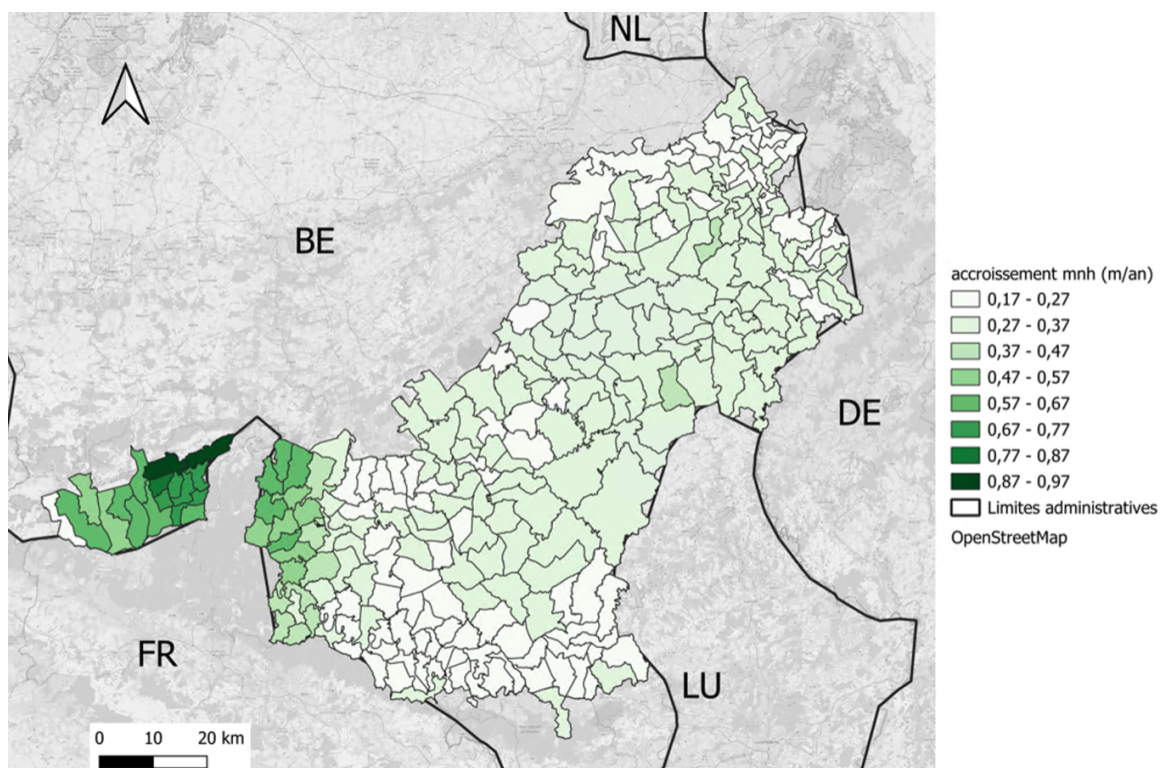 NL
BE
DE
FR
LU
accroissement mnh (m/an)
0,17 - 0,27
0,27 - 0,37
0,37 - 0,47
0,47 - 0,57
0,57 - 0,67
0,67 - 0,77
0,77 - 0,87
0,87 - 0,97
Limites administratives
OpenStreetMap
0 10 20 km